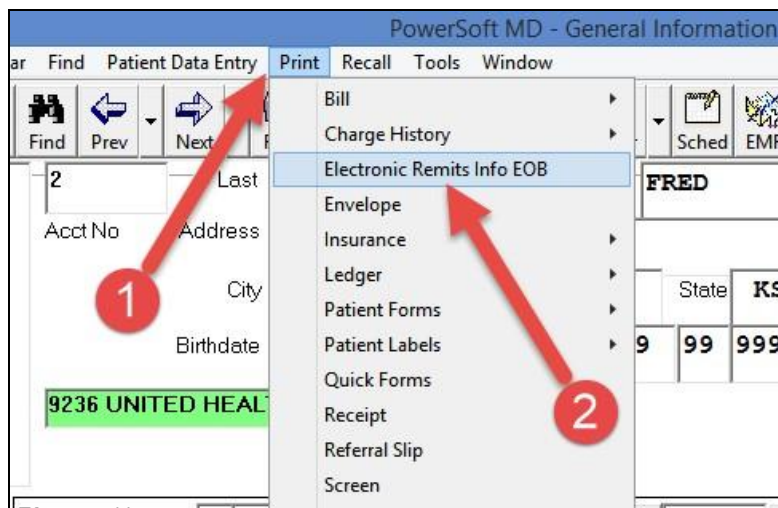 PowerSoft MD - General Information
ar Find Patient Data Entry Print Recall Tools Window
Find Prev Next Sched EMR
Bill
Charge History
Electronic Remits Info EOB
Envelope
Insurance
Ledger
Patient Forms
Patient Labels
Quick Forms
Receipt
Referral Slip
Screen
2 Last FRED
Acct No Address
City State KS
Birthdate 9 99 999
9236 UNITED HEAL
1
2